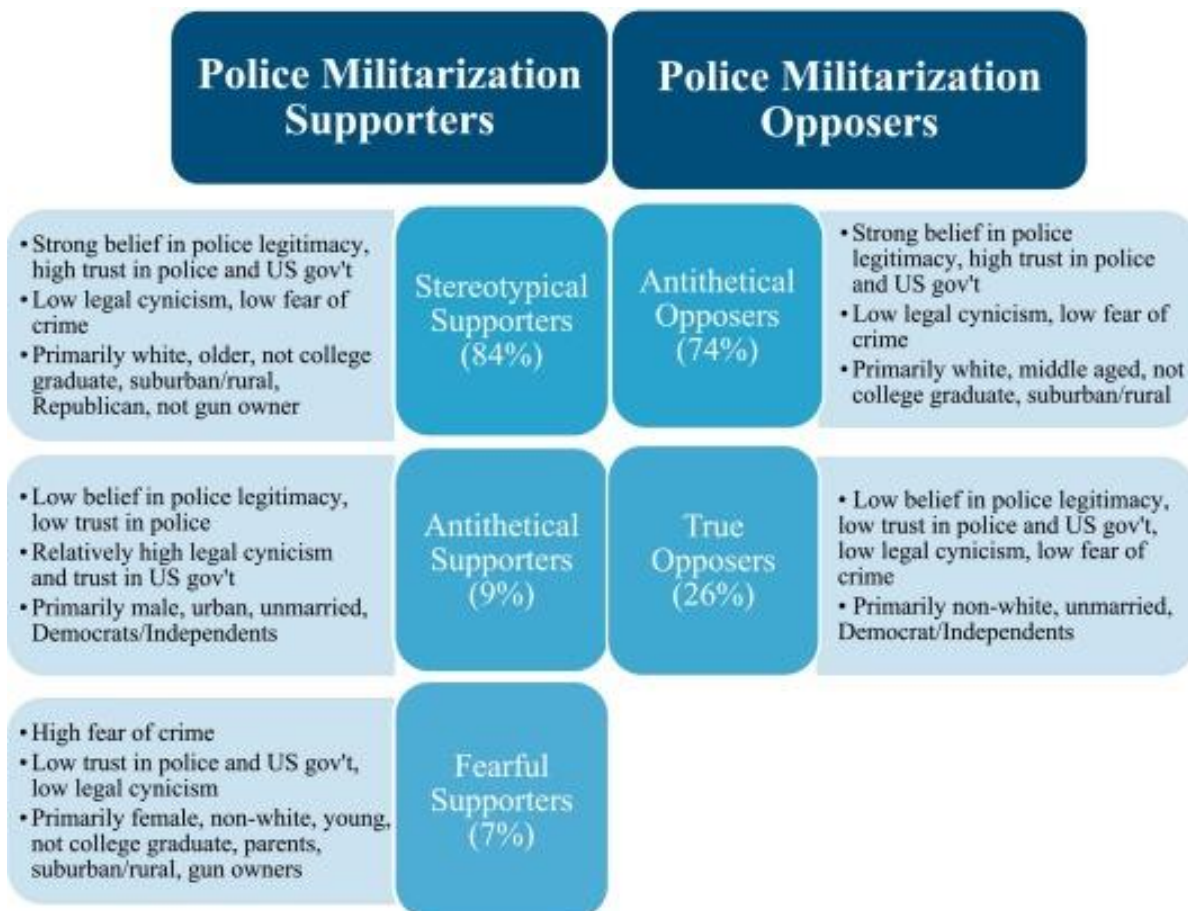 Police Militarization
Supporters
Police Militarization
Opposers
• Strong belief in police legitimacy,
high trust in police and US gov't
• Low legal cynicism, low fear of
crime
• Primarily white, older, not college
graduate, suburban/rural,
Republican, not gun owner
Stereotypical
Supporters
(84%)
Antithetical
Opposers
(74%)
• Strong belief in police
legitimacy, high trust in police
and US gov't
• Low legal cynicism, low fear of
crime
• Primarily white, middle aged, not
college graduate, suburban/rural
• Low belief in police legitimacy,
low trust in police
• Relatively high legal cynicism
and trust in US gov't
• Primarily male, urban, unmarried,
Democrats/Independents
Antithetical
Supporters
(9%)
True
Opposers
(26%)
• Low belief in police legitimacy,
low trust in police and US gov't,
low legal cynicism, low fear of
crime
• Primarily non-white, unmarried,
Democrat/Independents
• High fear of crime
• Low trust in police and US gov't,
low legal cynicism
• Primarily female, non-white, young,
not college graduate, parents,
suburban/rural, gun owners
Fearful
Supporters
(7%)